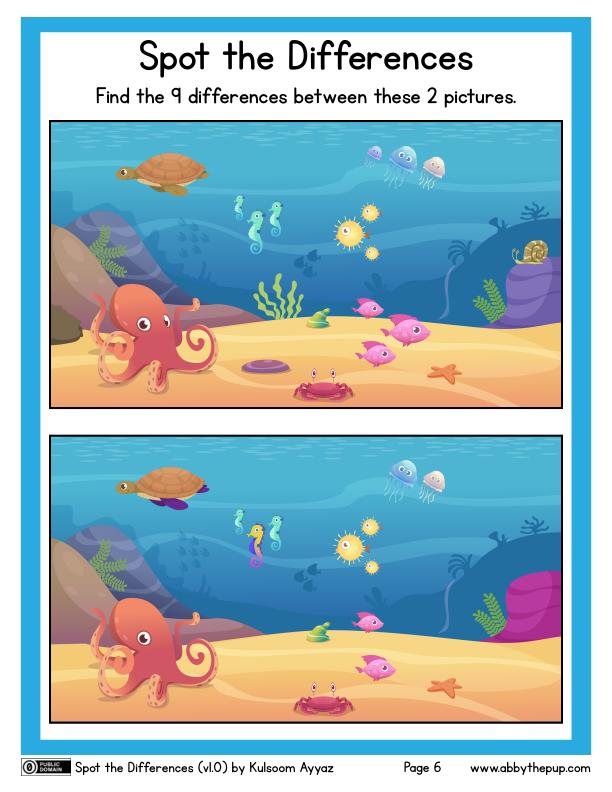 Spot the Differences
Find the 9 differences between these 2 pictures.
PUBLIC
DOMAIN
Spot the Differences (v1.0) by Kulsoom Ayyaz
Page 6
www.abbythepup.com